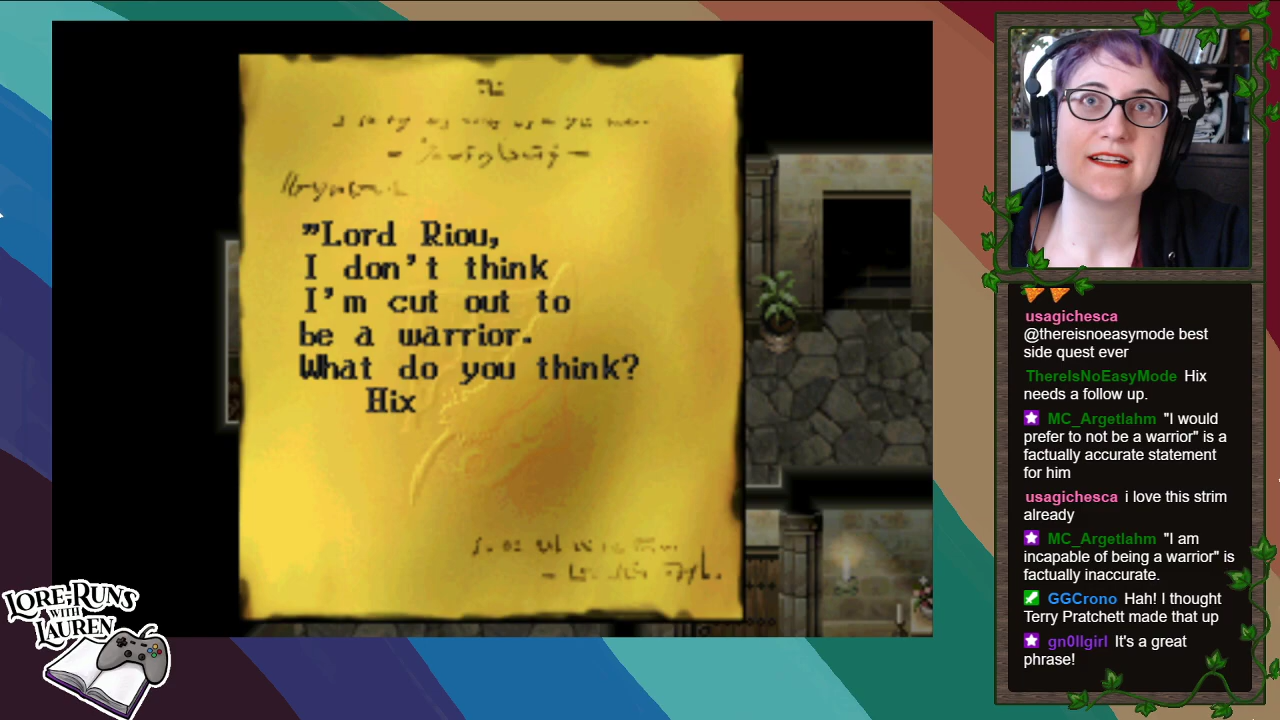 "Lord Riou,
I don't think
I'm cut out to
be a warrior.
What do you think?
Hix
usagichesca
@thereisnoeasymode best
side quest ever
ThereIsNoEasyMode Hix
needs a follow up.
MC_Argetlahm "I would
prefer to not be a warrior" is a
factually accurate statement
for him
usagichesca i love this strim
already
MC_Argetlahm "I am
incapable of being a warrior" is
factually inaccurate.
GGCrono Hah! I thought
Terry Pratchett made that up
gn0llgirl It's a great
phrase!
LORE-RUNS
WITH
LAUREN